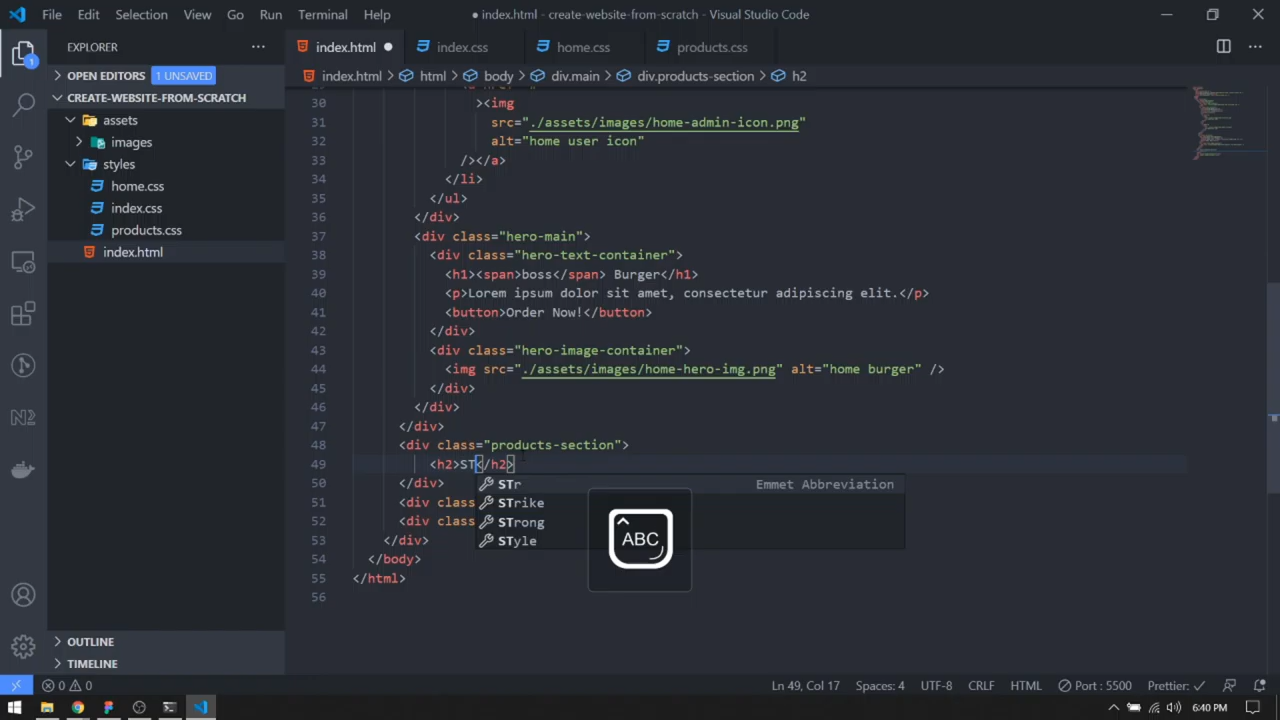 File Edit Selection View Go Run Terminal Help
● index.html - create-website-from-scratch - Visual Studio Code
EXPLORER
1
OPEN EDITORS 1 UNSAVED
CREATE-WEBSITE-FROM-SCRATCH
assets
images
styles
home.css
index.css
products.css
index.html
OUTLINE
TIMELINE
index.html index.css home.css products.css
index.html > html > body > div.main > div.products-section > h2
30 ><img
31 src="./assets/images/home-admin-icon.png"
32 alt="home user icon"
33 /></a>
34 </li>
35 </ul>
36 </div>
37 <div class="hero-main">
38 <div class="hero-text-container">
39 <h1><span>boss</span> Burger</h1>
40 <p>Lorem ipsum dolor sit amet, consectetur adipiscing elit.</p>
41 <button>Order Now!</button>
42 </div>
43 <div class="hero-image-container">
44 <img src="./assets/images/home-hero-img.png" alt="home burger" />
45 </div>
46 </div>
47 </div>
48 <div class="products-section">
49 <h2>ST</h2>
50 </div>
STr Emmet Abbreviation
51 <div class
STrike
52 <div class
STrong
53 </div>
STyle
ABC
54 </body>
55 </html>
56
0 0
Ln 49, Col 17 Spaces: 4 UTF-8 CRLF HTML Port : 5500 Prettier: ✓
6:40 PM